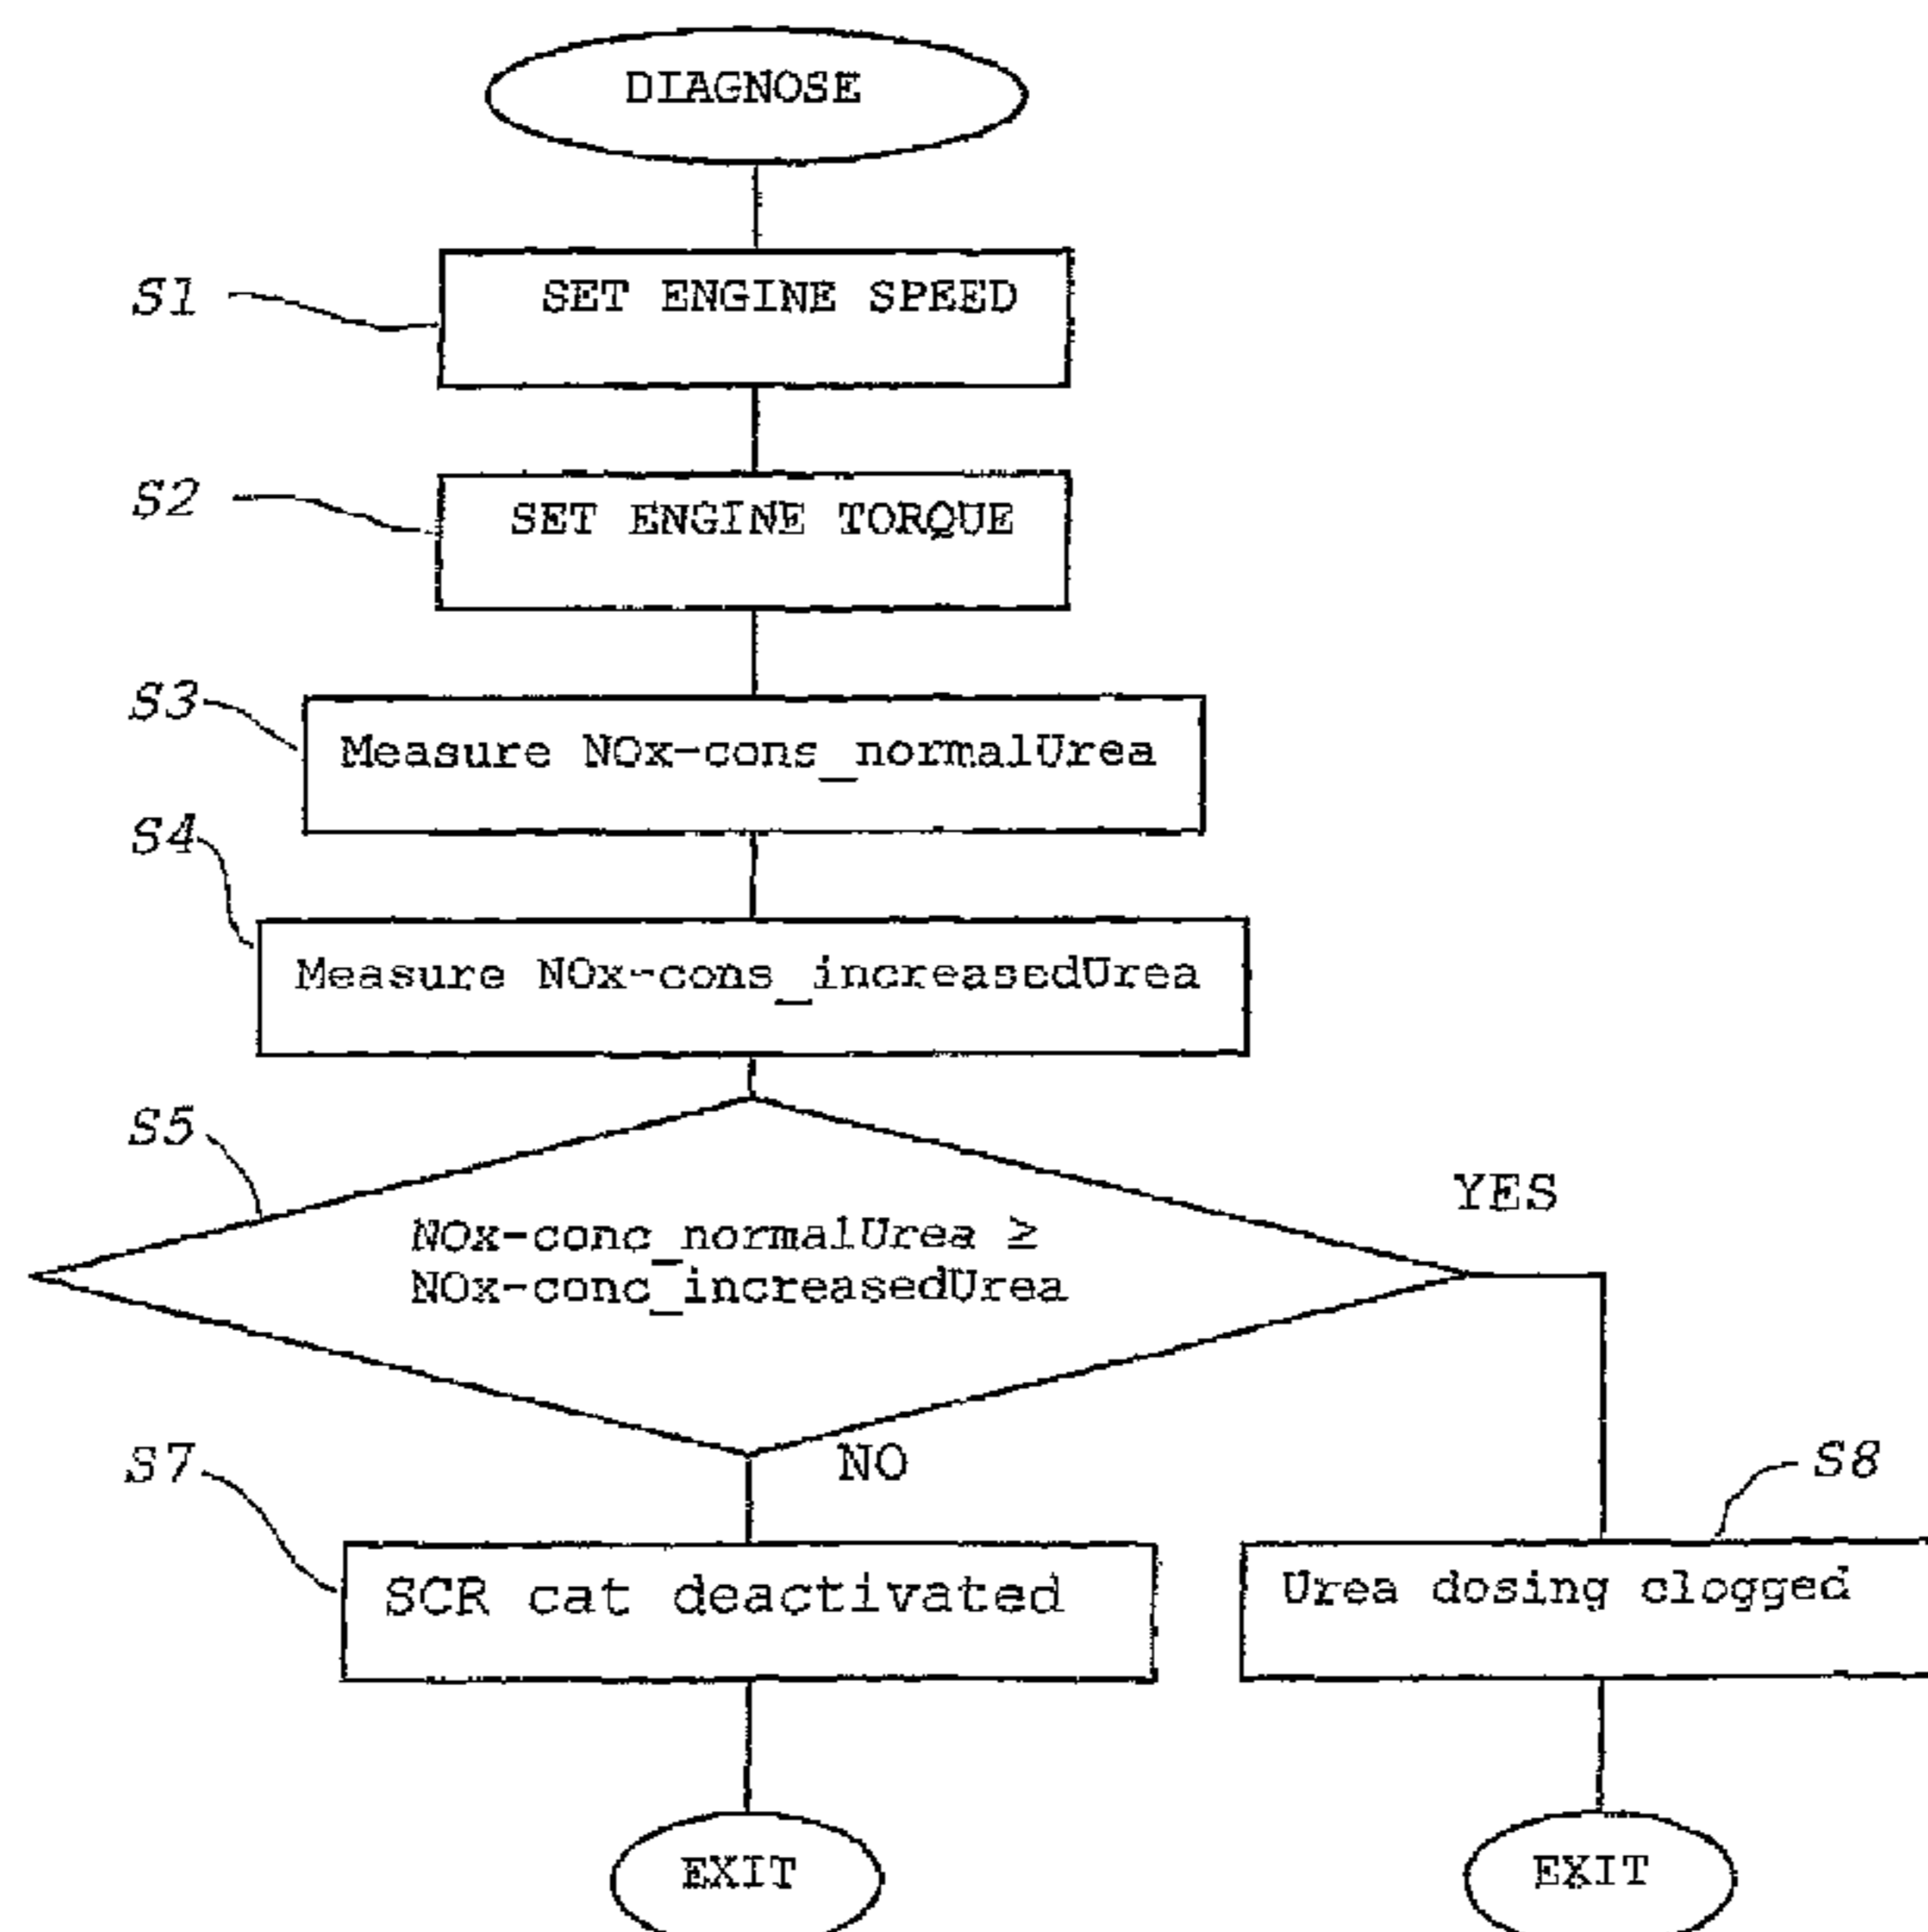 DIAGNOSE
S1
SET ENGINE SPEED
S2
SET ENGINE TORQUE
S3
Measure NOx-cons_normalUrea
S4
Measure NOx-cons_increasedUrea
S5
NOx-conc_normalUrea ≥
NOx-conc_increasedUrea
YES
NO
S7
SCR cat deactivated
S8
Urea dosing clogged
EXIT
EXIT